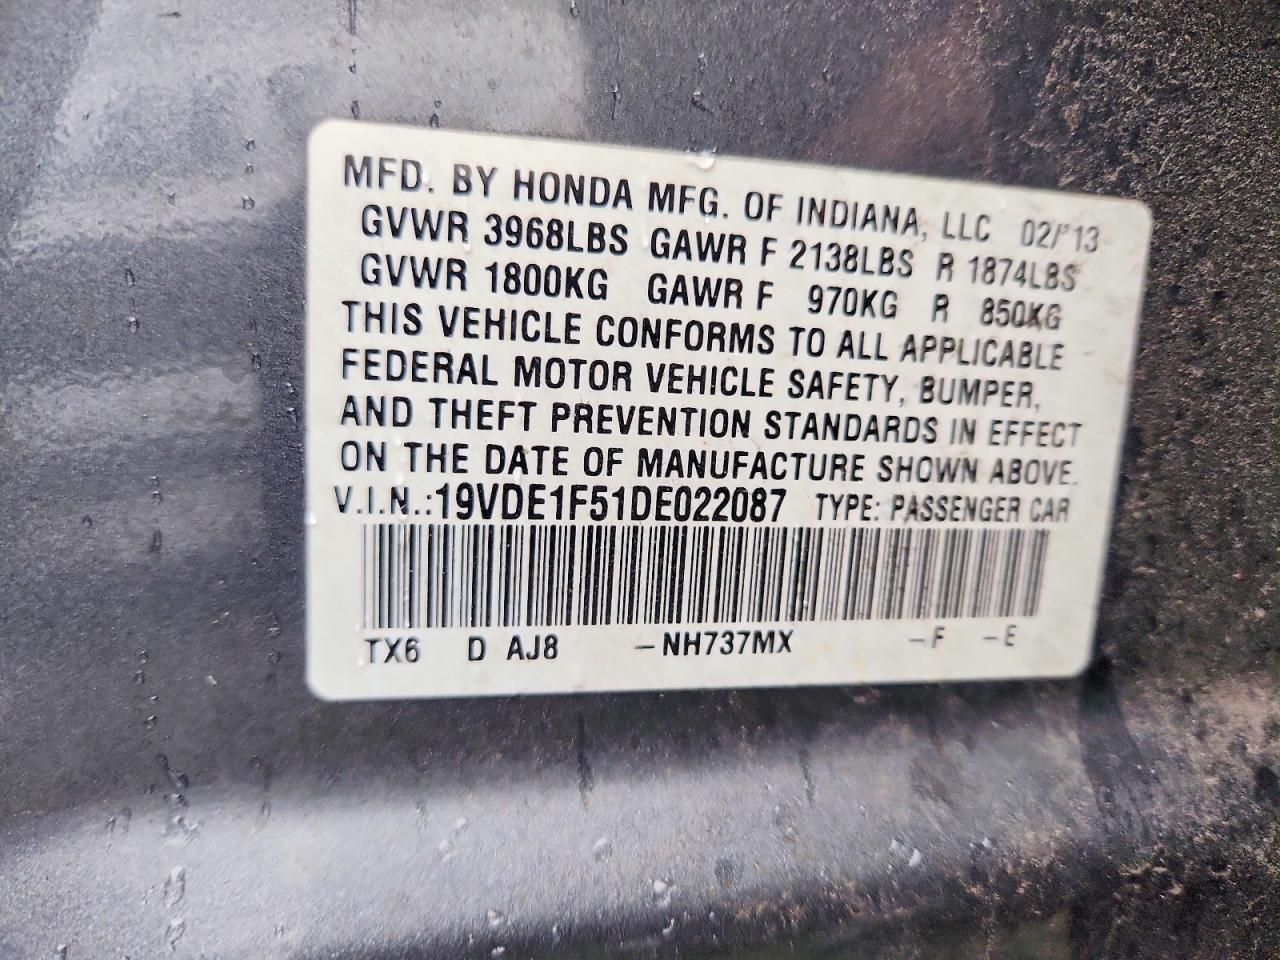 MFD. BY HONDA MFG. OF INDIANA, LLC 02/13
GVWR 3968LBS GAWR F 2138LBS R 1874LBS
GVWR 1800KG GAWR F 970KG R 850KG
THIS VEHICLE CONFORMS TO ALL APPLICABLE
FEDERAL MOTOR VEHICLE SAFETY, BUMPER,
AND THEFT PREVENTION STANDARDS IN EFFECT
ON THE DATE OF MANUFACTURE SHOWN ABOVE.
V.I.N.:19VDE1F51DE022087 TYPE: PASSENGER CAR
TX6 D AJ8 –NH737MX –F –E